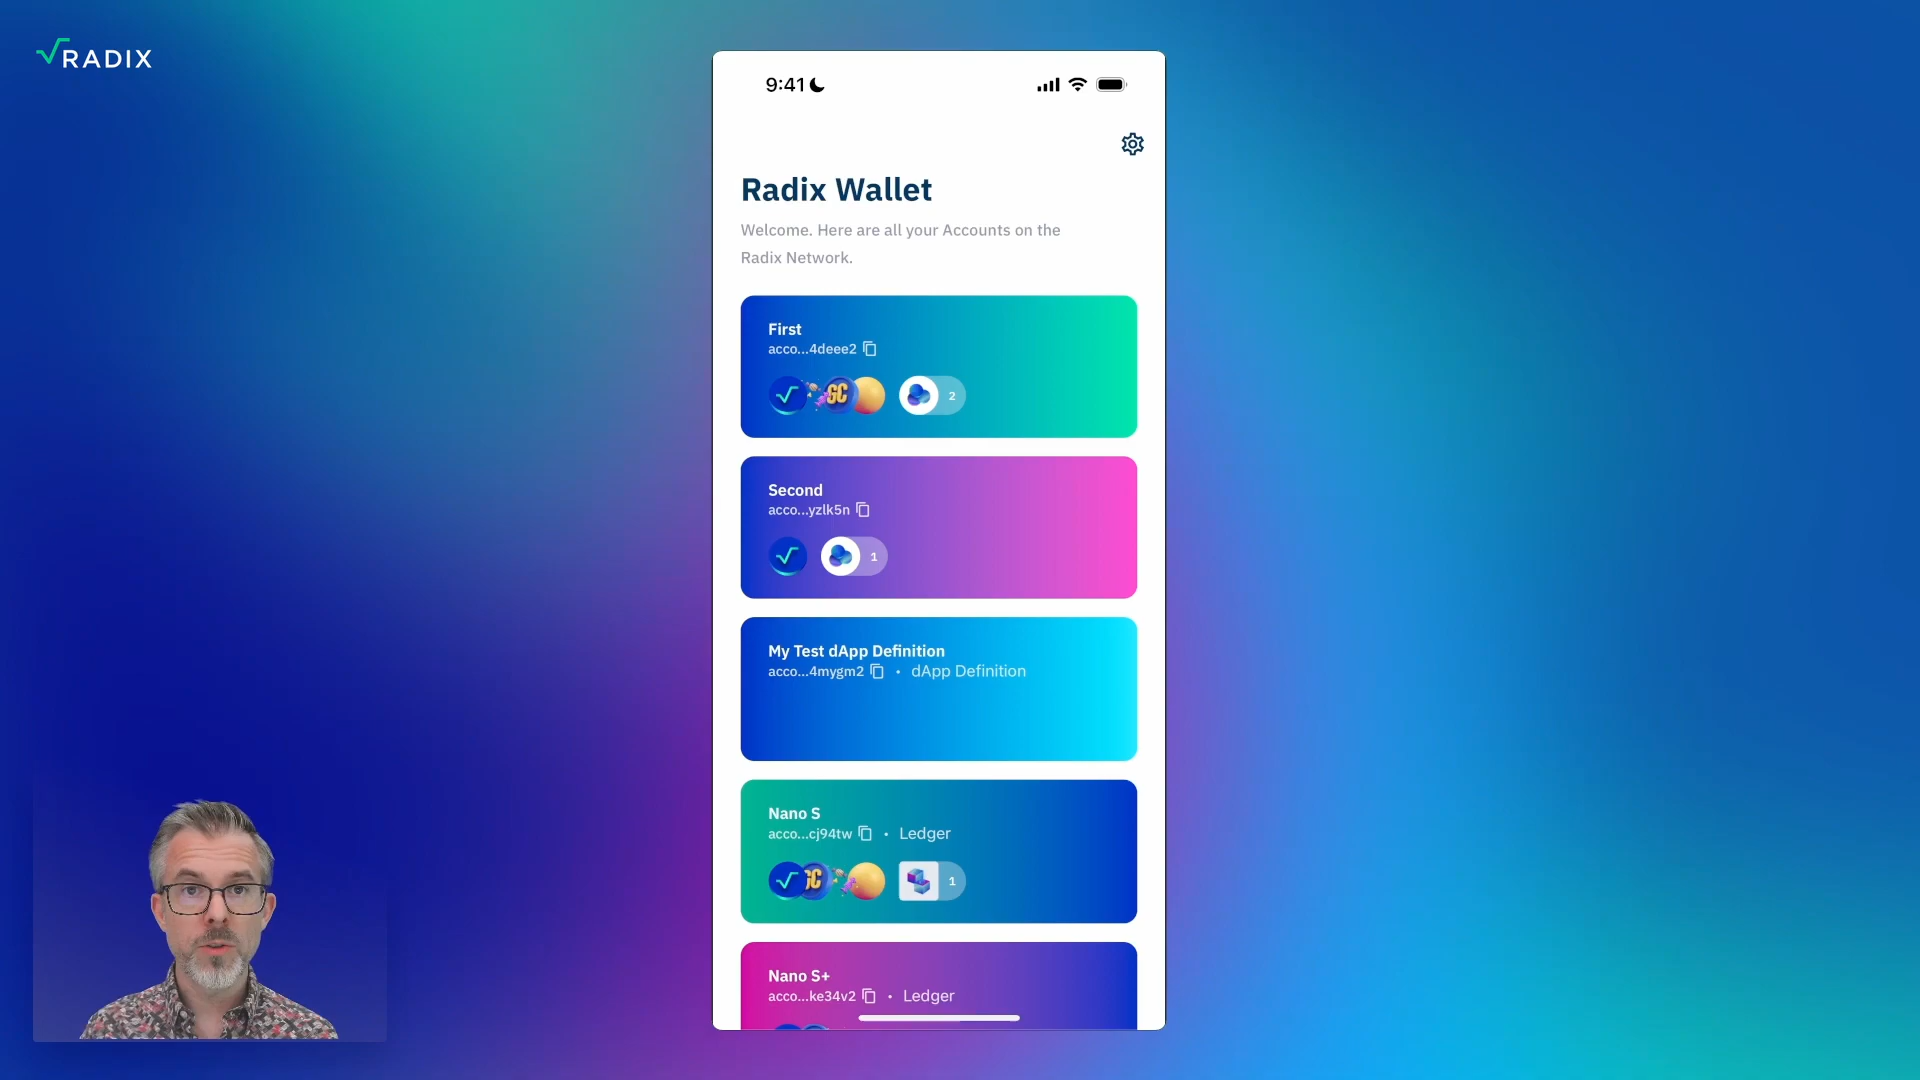 RADIX
9:41
Radix Wallet
Welcome. Here are all your Accounts on the
Radix Network.
First
acco...4deee2
GC
2
Second
acco...yzlk5n
1
My Test dApp Definition
acco...4mygm2 • dApp Definition
Nano S
acco...cj94tw • Ledger
GC
1
Nano S+
acco...ke34v2 • Ledger